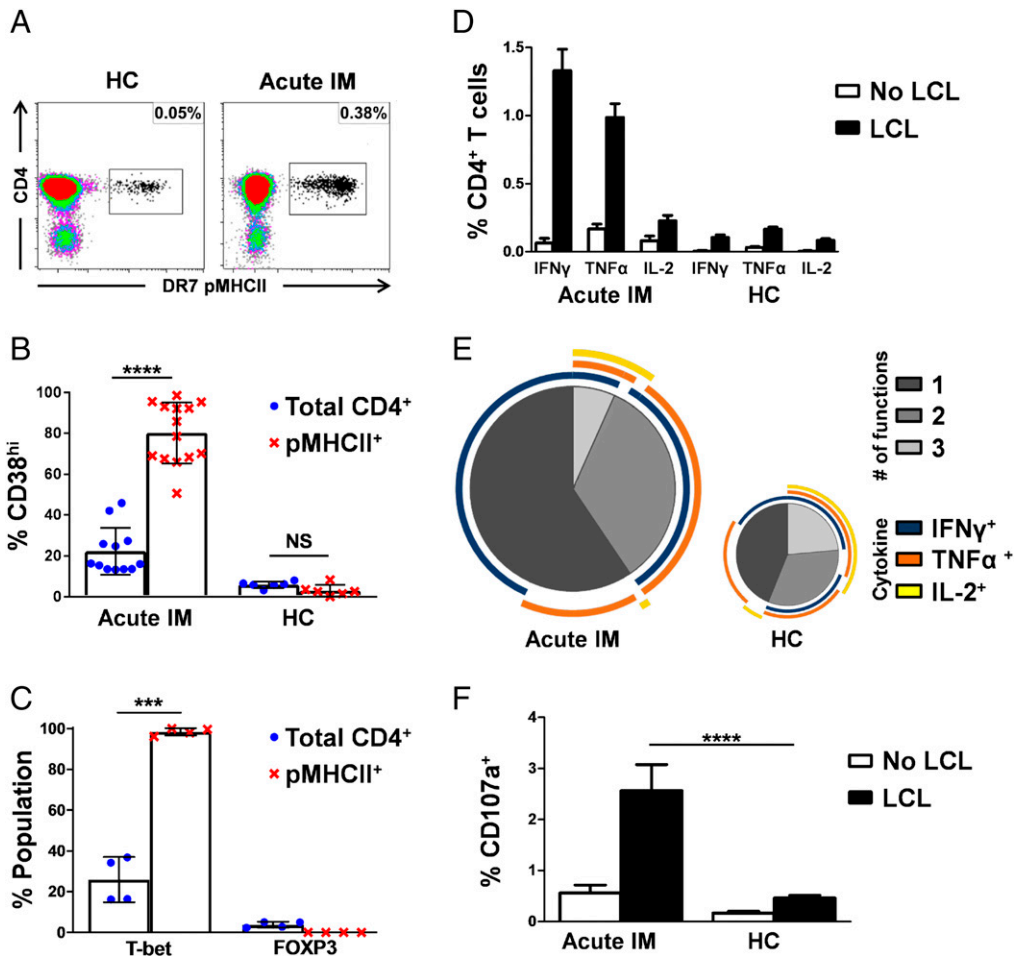 A
HC
Acute IM
0.05%
0.38%
CD4
DR7 pMHCII
B
****
% CD38hi
100
80
60
40
20
0
Total CD4+
pMHCII+
NS
Acute IM
HC
C
***
% Population
100
80
60
40
20
0
Total CD4+
pMHCII+
T-bet
FOXP3
D
% CD4+ T cells
1.5
1.0
0.5
0.0
No LCL
LCL
IFNγ TNFα IL-2 IFNγ TNFα IL-2
Acute IM
HC
E
# of functions
1
2
3
Cytokine
IFNγ+
TNFα +
IL-2+
Acute IM
HC
F
****
% CD107a+
4
3
2
1
0
No LCL
LCL
Acute IM
HC